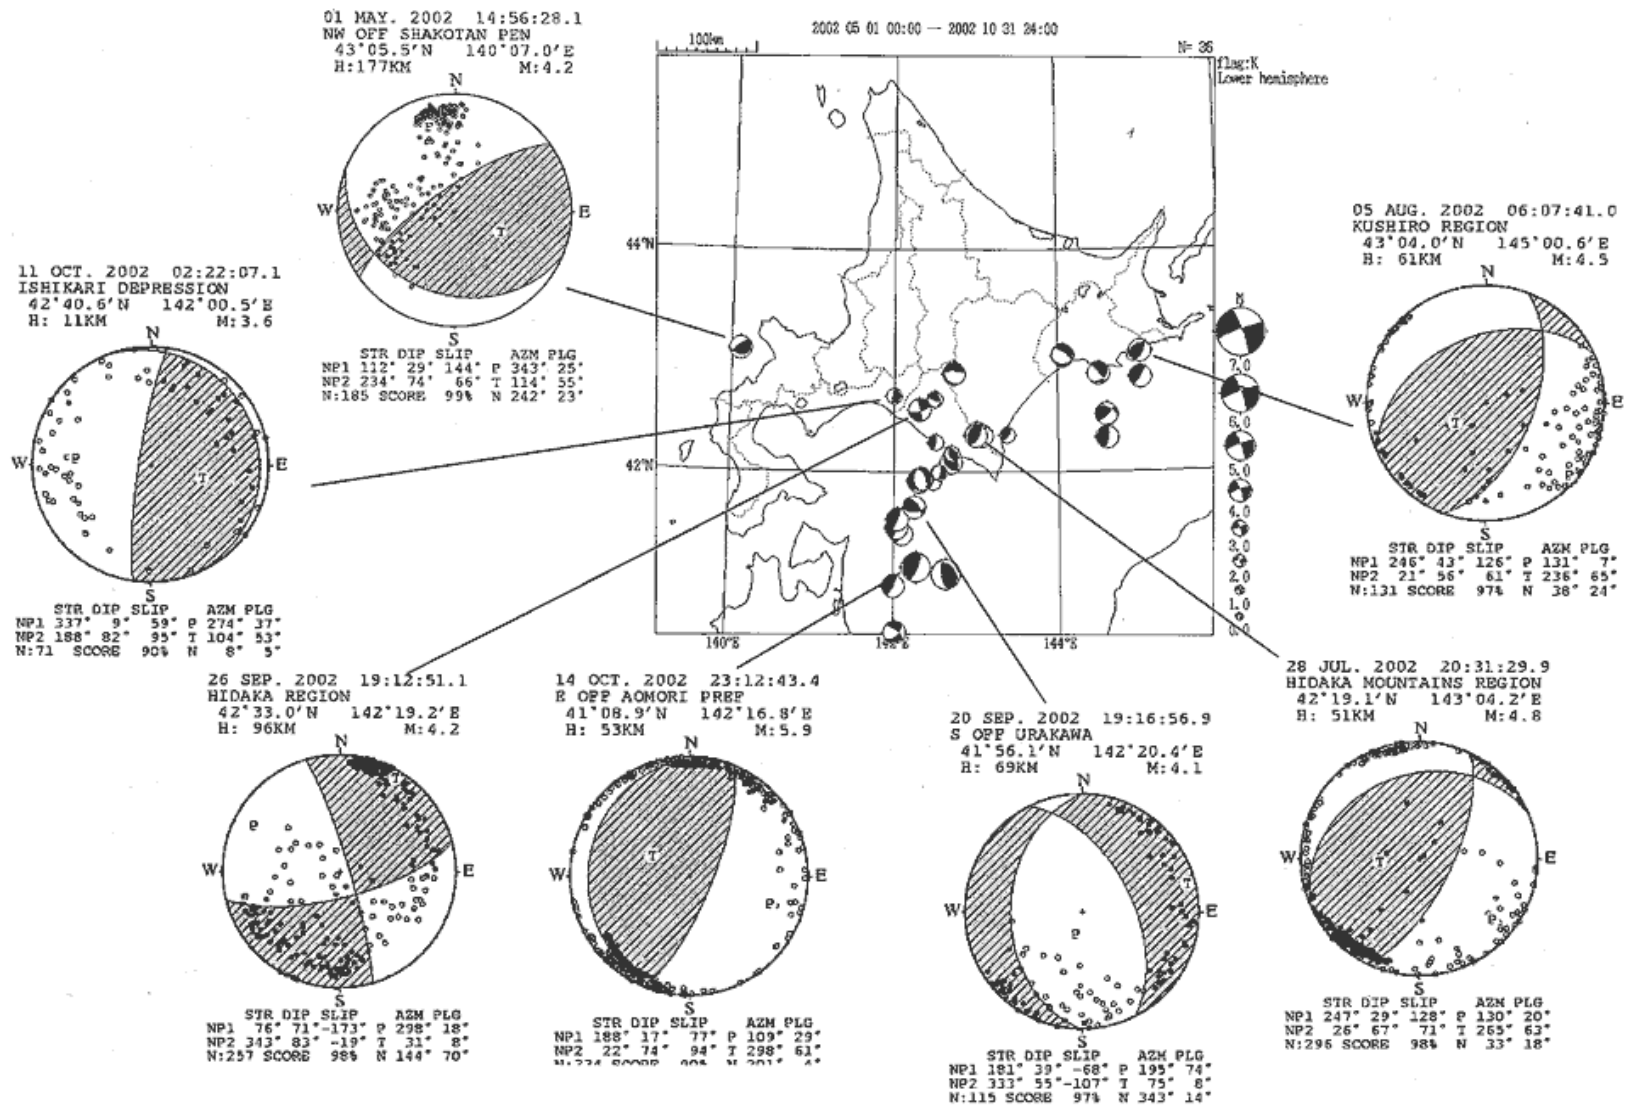 01 MAY. 2002 14:56:28.1
NW OFF SHAKOTAN PEN
43°05.5'N 140°07.0'E
H:177KM M:4.2
N
W
E
T
P
S
STR DIP SLIP AZM PLG
NP1 112° 29° 144° P 343° 25°
NP2 234° 74° 66° T 114° 55°
N:185 SCORE 99% N 242° 23°
2002 05 01 00:00 — 2002 10 31 24:00
100km
N= 36
flag:K
Lower hemisphere
44°N
42°N
140°E
144°E
M
7.0
6.0
5.0
4.0
3.0
2.0
1.0
0.0
05 AUG. 2002 06:07:41.0
KUSHIRO REGION
43°04.0'N 145°00.6'E
H: 61KM M:4.5
N
W
E
T
P
S
STR DIP SLIP AZM PLG
NP1 246° 43° 126° P 131° 7°
NP2 21° 56° 61° T 236° 65°
N:131 SCORE 97% N 38° 24°
11 OCT. 2002 02:22:07.1
ISHIKARI DEPRESSION
42°40.6'N 142°00.5'E
H: 11KM M:3.6
N
W
P
T
E
S
STR DIP SLIP AZM PLG
NP1 337° 9° 59° P 274° 37°
NP2 188° 82° 95° T 104° 53°
N:71 SCORE 90% N 8° 5°
26 SEP. 2002 19:12:51.1
HIDAKA REGION
42°33.0'N 142°19.2'E
H: 96KM M:4.2
N
T
P
W
E
S
STR DIP SLIP AZM PLG
NP1 76° 71°-173° P 298° 18°
NP2 343° 83° -19° T 31° 8°
N:257 SCORE 98% N 144° 70°
14 OCT. 2002 23:12:43.4
E OFF AOMORI PREF
41°08.9'N 142°16.8'E
H: 53KM M:5.9
N
T
W
E
P
S
STR DIP SLIP AZM PLG
NP1 188° 17° 77° P 109° 29°
NP2 22° 74° 94° T 298° 61°
20 SEP. 2002 19:16:56.9
S OFF URAKAWA
41°56.1'N 142°20.4'E
H: 69KM M:4.1
N
T
W
E
P
S
STR DIP SLIP AZM PLG
NP1 181° 39° -68° P 195° 74°
NP2 333° 55°-107° T 75° 8°
N:115 SCORE 97% N 343° 14°
28 JUL. 2002 20:31:29.9
HIDAKA MOUNTAINS REGION
42°19.1'N 143°04.2'E
H: 51KM M:4.8
N
W
T
E
P
S
STR DIP SLIP AZM PLG
NP1 247° 29° 128° P 130° 20°
NP2 26° 67° 71° T 265° 63°
N:296 SCORE 98% N 33° 18°